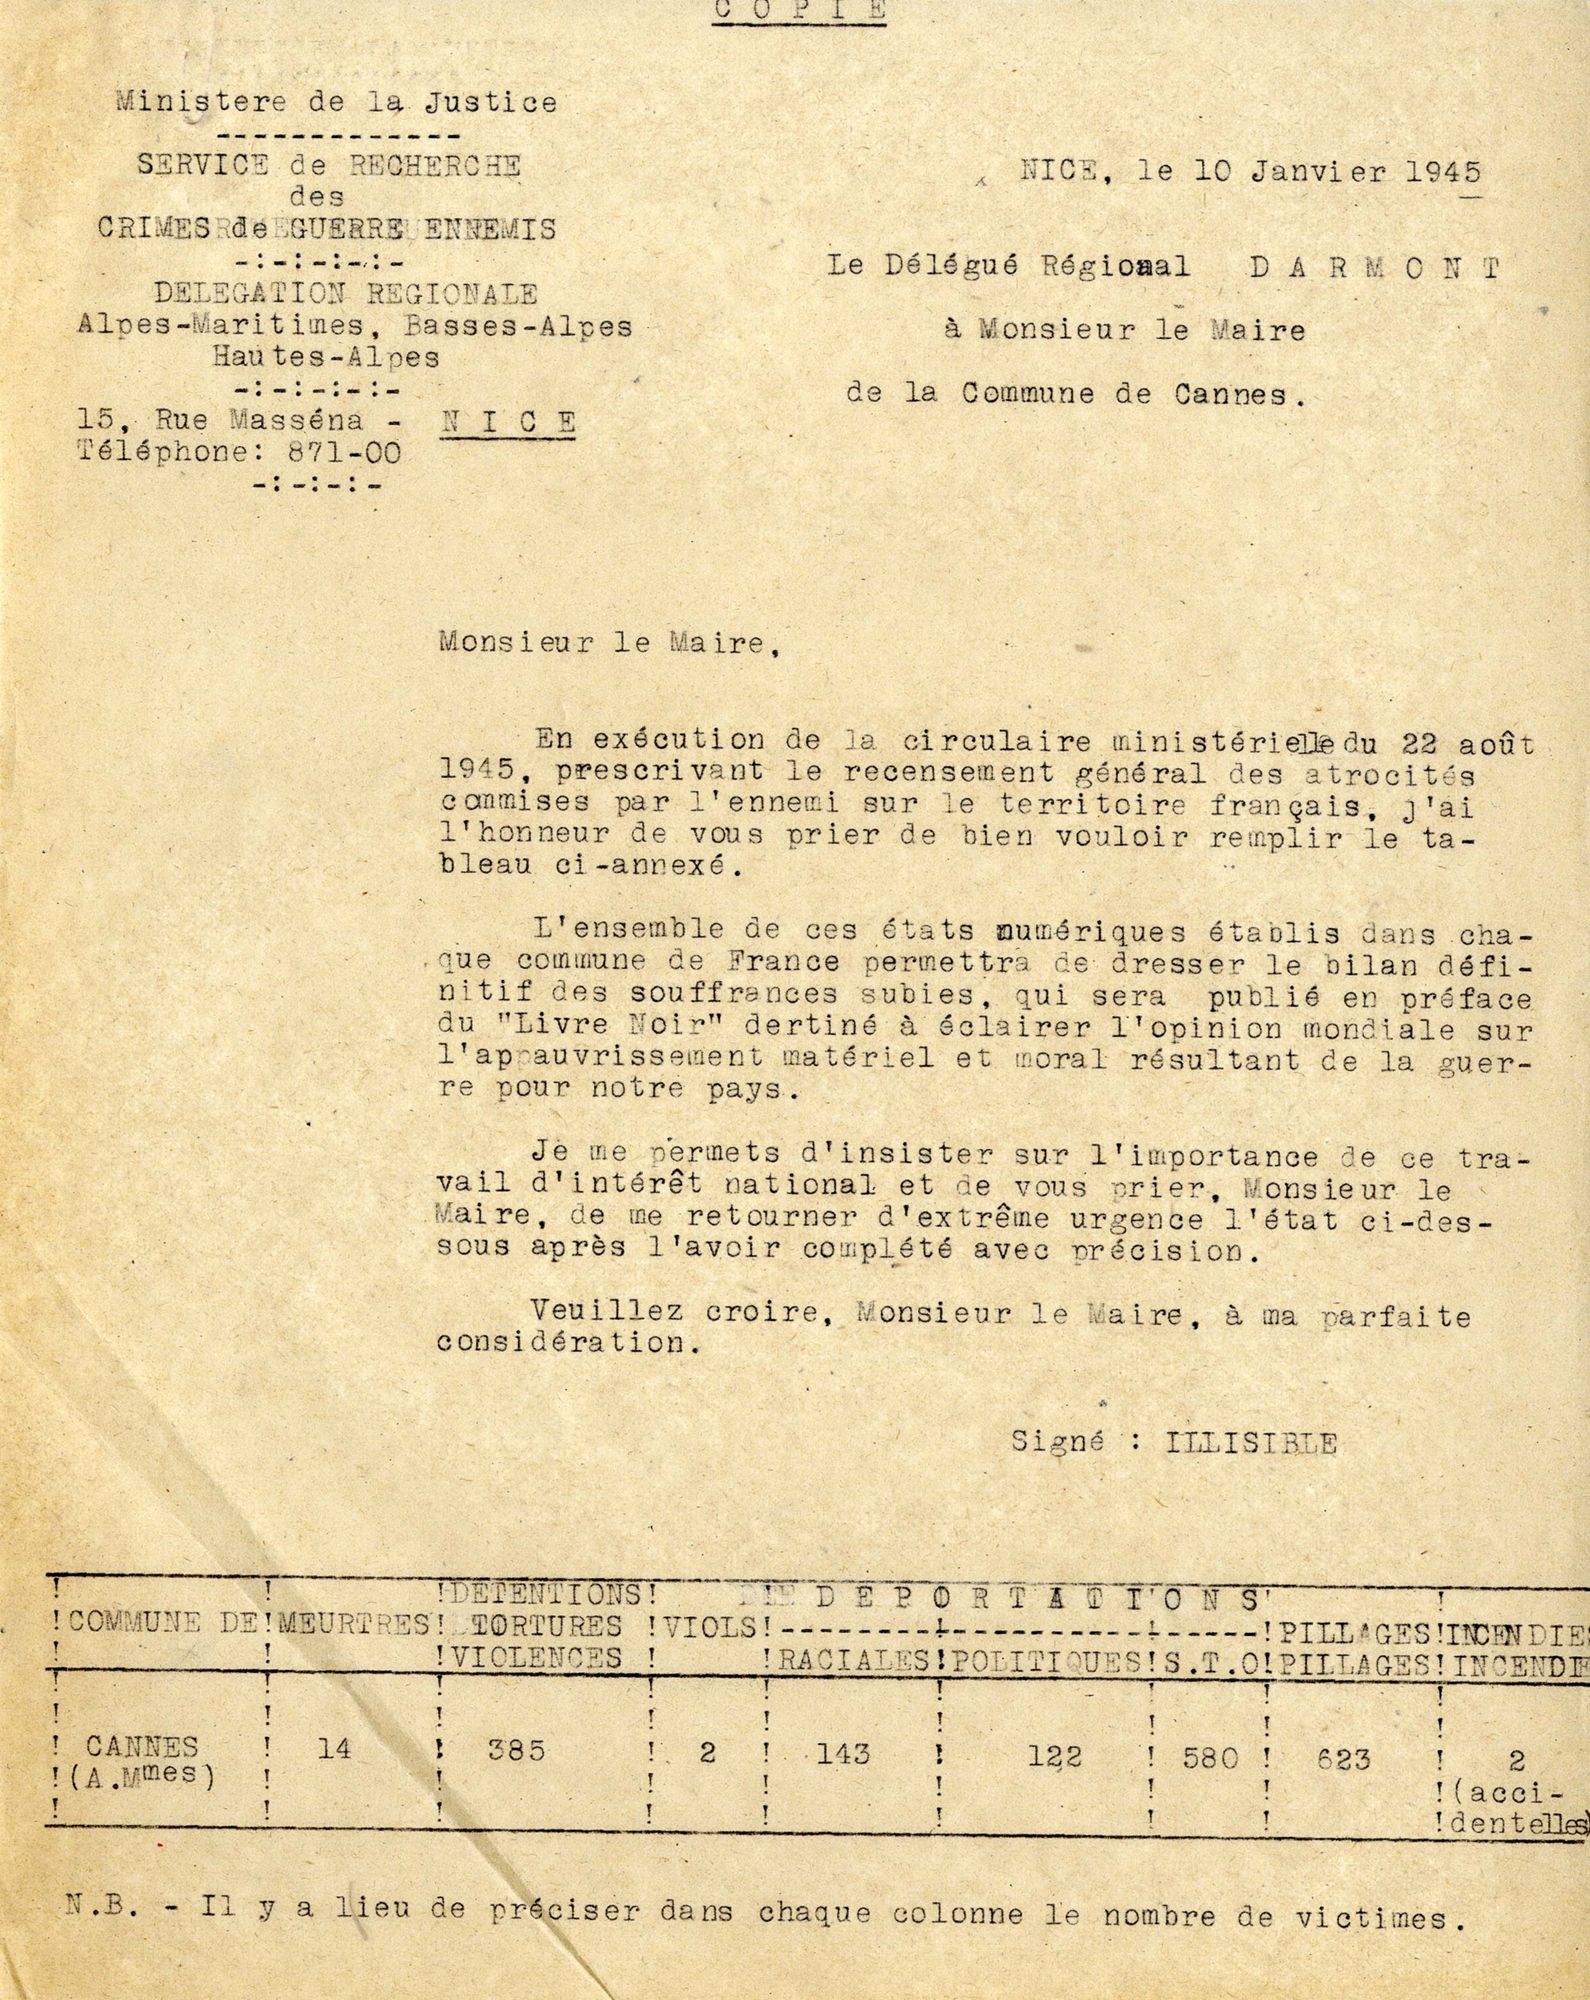 COPIE
Ministere de la Justice
-------------
SERVICE de RECHERCHE
des
CRIMES de GUERRE ENNEMIS
-:-:-:-:-
DELEGATION REGIONALE
Alpes-Maritimes, Basses-Alpes
Hautes-Alpes
-:-:-:-:-
15, Rue Masséna - N I C E
Téléphone: 871-00
-:-:-:-
NICE, le 10 Janvier 1945
Le Délégué Régional D A R M O N T
à Monsieur le Maire
de la Commune de Cannes.
Monsieur le Maire,
En exécution de la circulaire ministérielle du 22 août
1945, prescrivant le recensement général des atrocités
commises par l'ennemi sur le territoire français, j'ai
l'honneur de vous prier de bien vouloir remplir le ta-
bleau ci-annexé.
L'ensemble de ces états numériques établis dans cha-
que commune de France permettra de dresser le bilan défi-
nitif des souffrances subies, qui sera publié en préface
du "Livre Noir" dertiné à éclairer l'opinion mondiale sur
l'appauvrissement matériel et moral résultant de la guer-
re pour notre pays.
Je me permets d'insister sur l'importance de ce tra-
vail d'intérêt national et de vous prier, Monsieur le
Maire, de me retourner d'extrême urgence l'état ci-des-
sous après l'avoir complété avec précision.
Veuillez croire, Monsieur le Maire, à ma parfaite
considération.
Signé : ILLISIBLE
! ! !DETENTIONS! ! D E P O R T A T I O N S ! !
!COMMUNE DE!MEURTRES! TORTURES !VIOLS!--------!----------!-----!PILLAGES!INCENDIES
! ! !VIOLENCES ! !RACIALES!POLITIQUES!S.T.O!PILLAGES!INCENDIE
! CANNES ! 14 ! 385 ! 2 ! 143 ! 122 ! 580 ! 623 ! 2
!(A.Mmes) ! !(acci-
!dentelles)
N.B. - Il y a lieu de préciser dans chaque colonne le nombre de victimes.